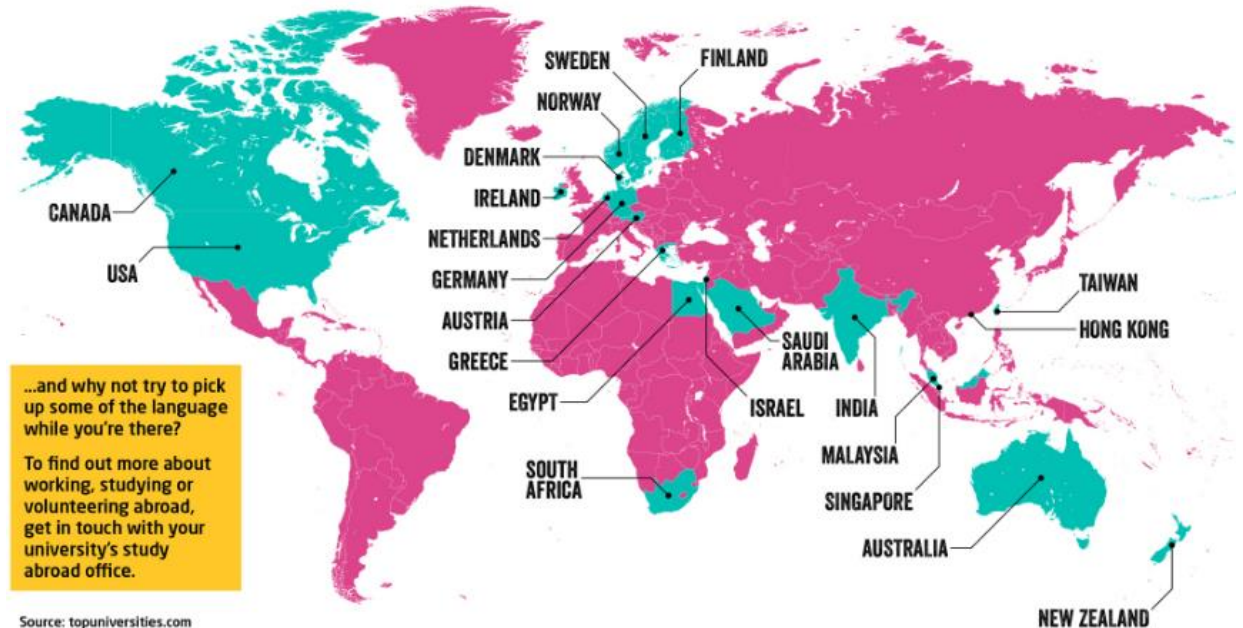 SWEDEN
FINLAND
NORWAY
DENMARK
IRELAND
CANADA
NETHERLANDS
USA
GERMANY
TAIWAN
AUSTRIA
HONG KONG
SAUDI
ARABIA
GREECE
EGYPT
ISRAEL
INDIA
MALAYSIA
SOUTH
AFRICA
SINGAPORE
AUSTRALIA
NEW ZEALAND
...and why not try to pick
up some of the language
while you're there?
To find out more about
working, studying or
volunteering abroad,
get in touch with your
university's study
abroad office.
Source: topuniversities.com